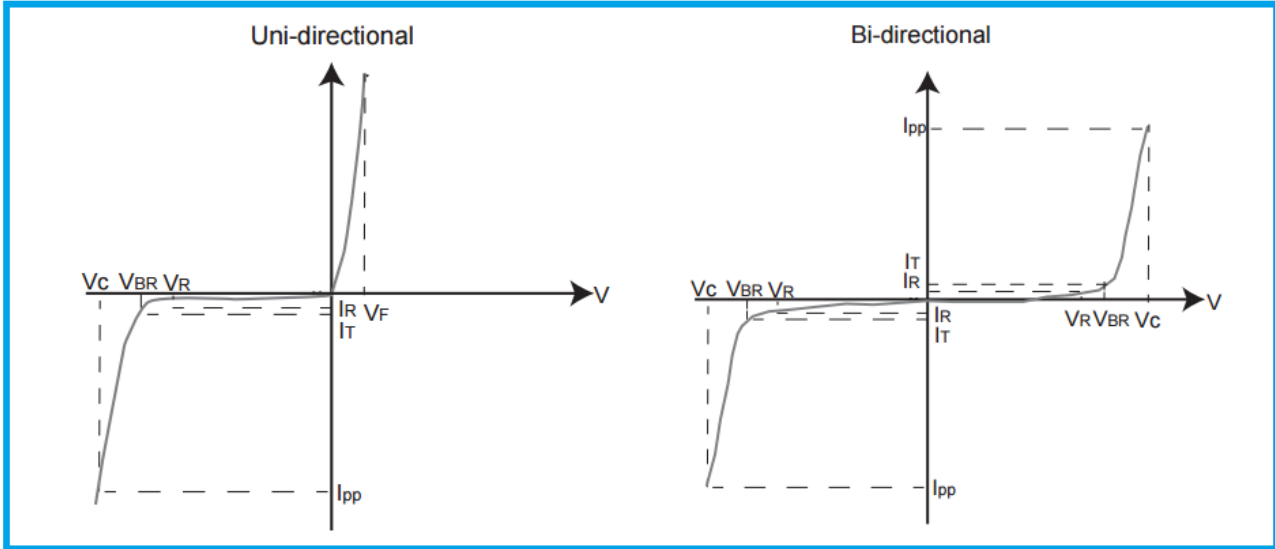 Uni-directional
Vc VBR VR
V
IR VF
IT
Ipp
Bi-directional
Ipp
IT
IR
Vc VBR VR
V
IR
IT
VR VBR Vc
Ipp